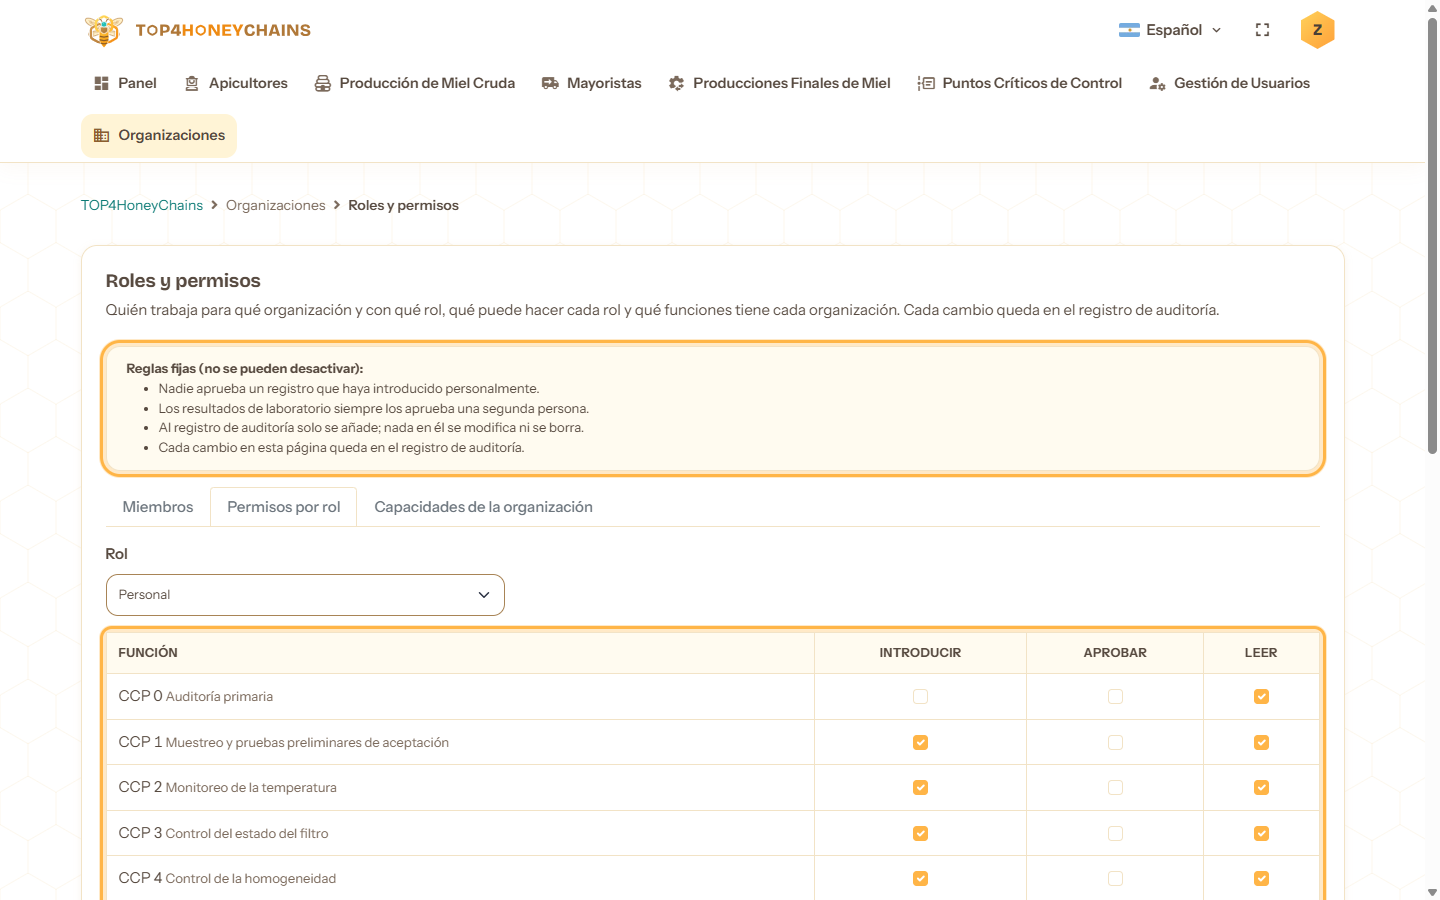 TOP4HONEYCHAINS
Español
Z
Panel
Apicultores
Producción de Miel Cruda
Mayoristas
Producciones Finales de Miel
Puntos Críticos de Control
Gestión de Usuarios
Organizaciones
TOP4HoneyChains > Organizaciones > Roles y permisos
Roles y permisos
Quién trabaja para qué organización y con qué rol, qué puede hacer cada rol y qué funciones tiene cada organización. Cada cambio queda en el registro de auditoría.
Reglas fijas (no se pueden desactivar):
• Nadie aprueba un registro que haya introducido personalmente.
• Los resultados de laboratorio siempre los aprueba una segunda persona.
• Al registro de auditoría solo se añade; nada en él se modifica ni se borra.
• Cada cambio en esta página queda en el registro de auditoría.
Miembros
Permisos por rol
Capacidades de la organización
Rol
Personal
FUNCIÓN INTRODUCIR APROBAR LEER
CCP 0 Auditoría primaria
CCP 1 Muestreo y pruebas preliminares de aceptación
CCP 2 Monitoreo de la temperatura
CCP 3 Control del estado del filtro
CCP 4 Control de la homogeneidad